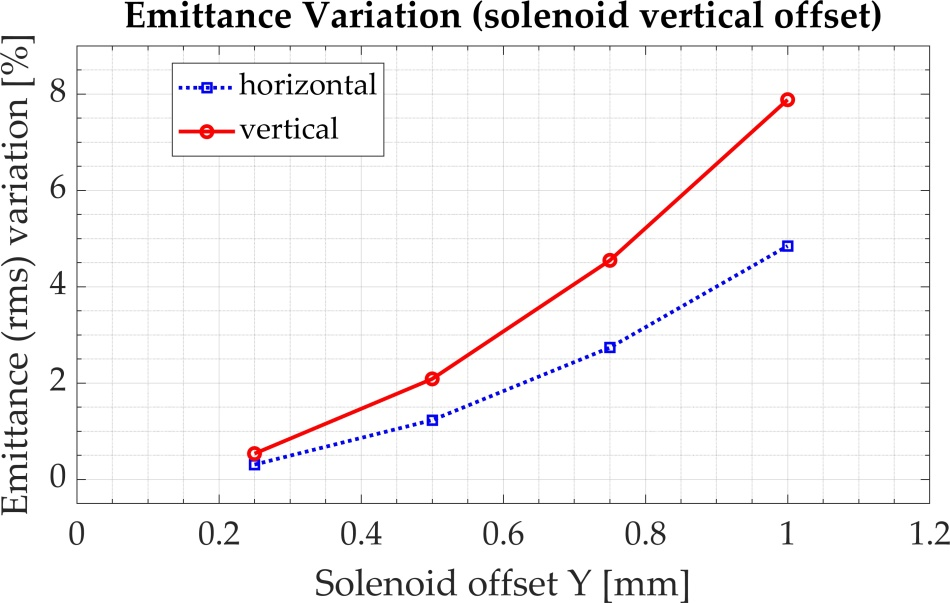 Emittance Variation (solenoid vertical offset)
Emittance (rms) variation [%]
horizontal
vertical
8
6
4
2
0
0 0.2 0.4 0.6 0.8 1 1.2
Solenoid offset Y [mm]